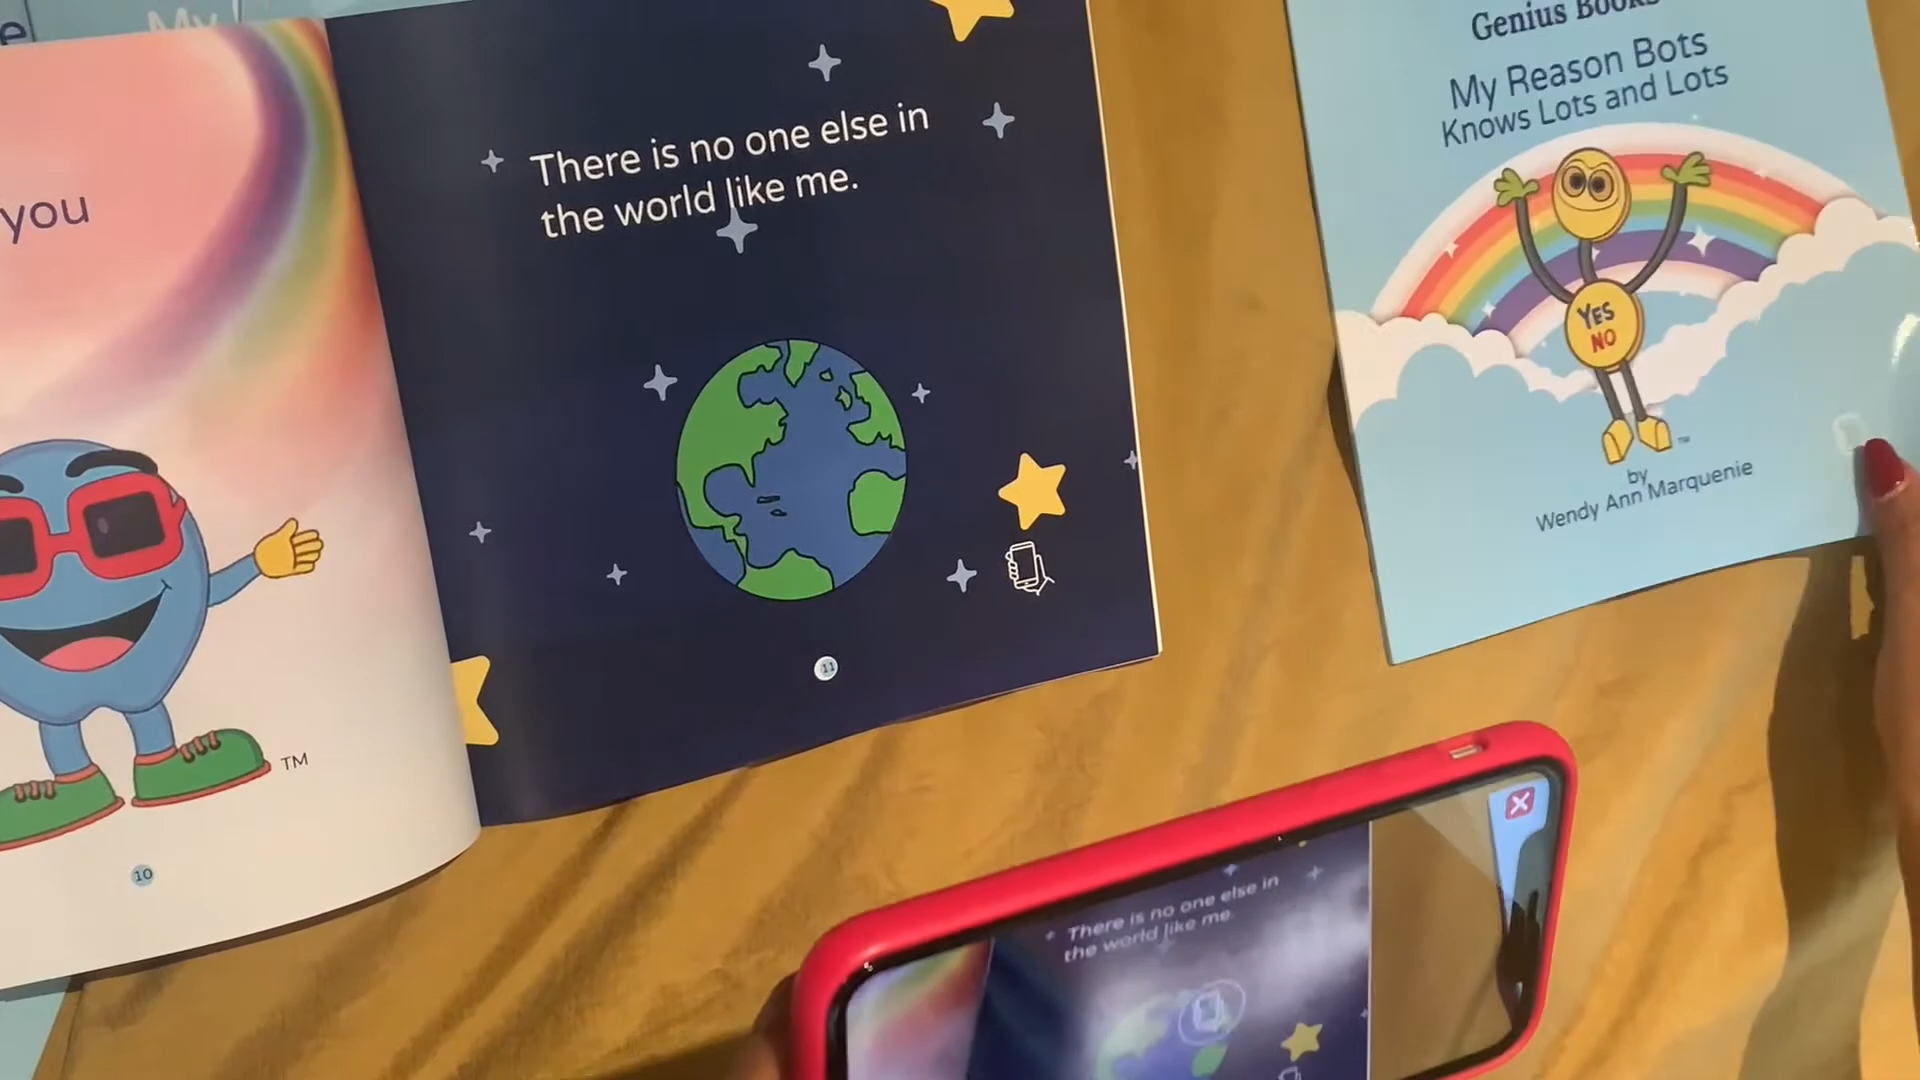 My
e
you
TM
10
There is no one else in
the world like me.
11
Genius Books
My Reason Bots
Knows Lots and Lots
YES
NO
TM
by
Wendy Ann Marquenie
There is no one else in
the world like me.